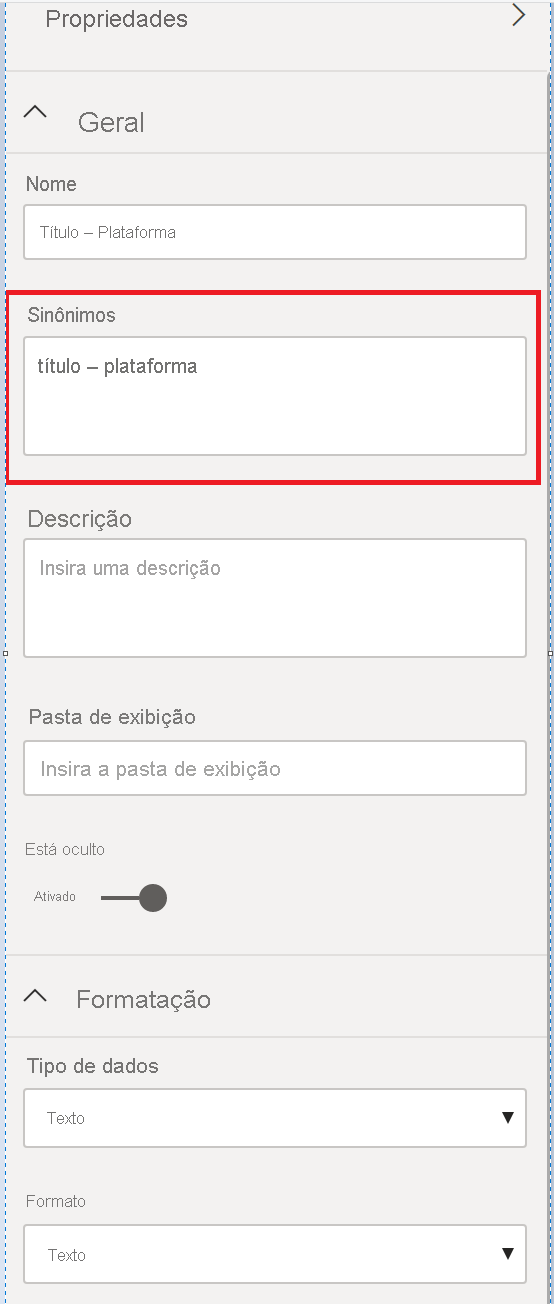 Propriedades
Geral
Nome
Título – Plataforma
Sinônimos
título – plataforma
Descrição
Insira uma descrição
Pasta de exibição
Insira a pasta de exibição
Está oculto
Ativado
Formatação
Tipo de dados
Texto
Formato
Texto